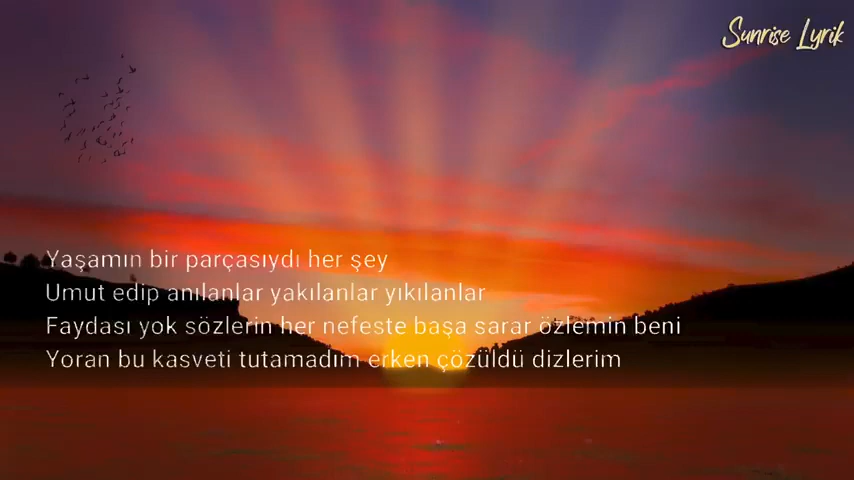 Sunrise Lyrik
Yaşamın bir parçasıydı her şey
Umut edip anılanlar yakılanlar yıkılanlar
Faydası yok sözlerin her nefeste başa sarar özlemin beni
Yoran bu kasveti tutamadım erken çözüldü dizlerim